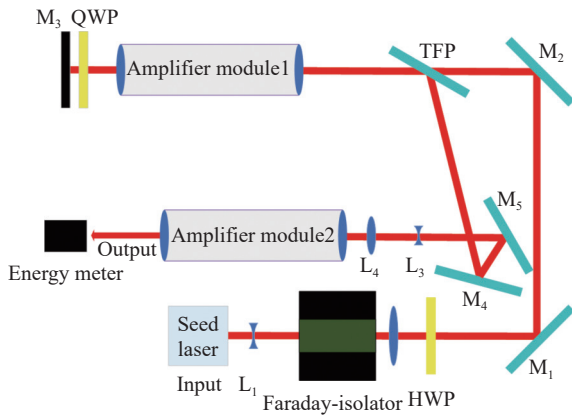 M₃ QWP
Amplifier module1
TFP
M₂
M₅
Amplifier module2
Output
Energy meter
L₄
L₃
M₄
Seed
laser
Input
L₁
Faraday-isolator
HWP
M₁